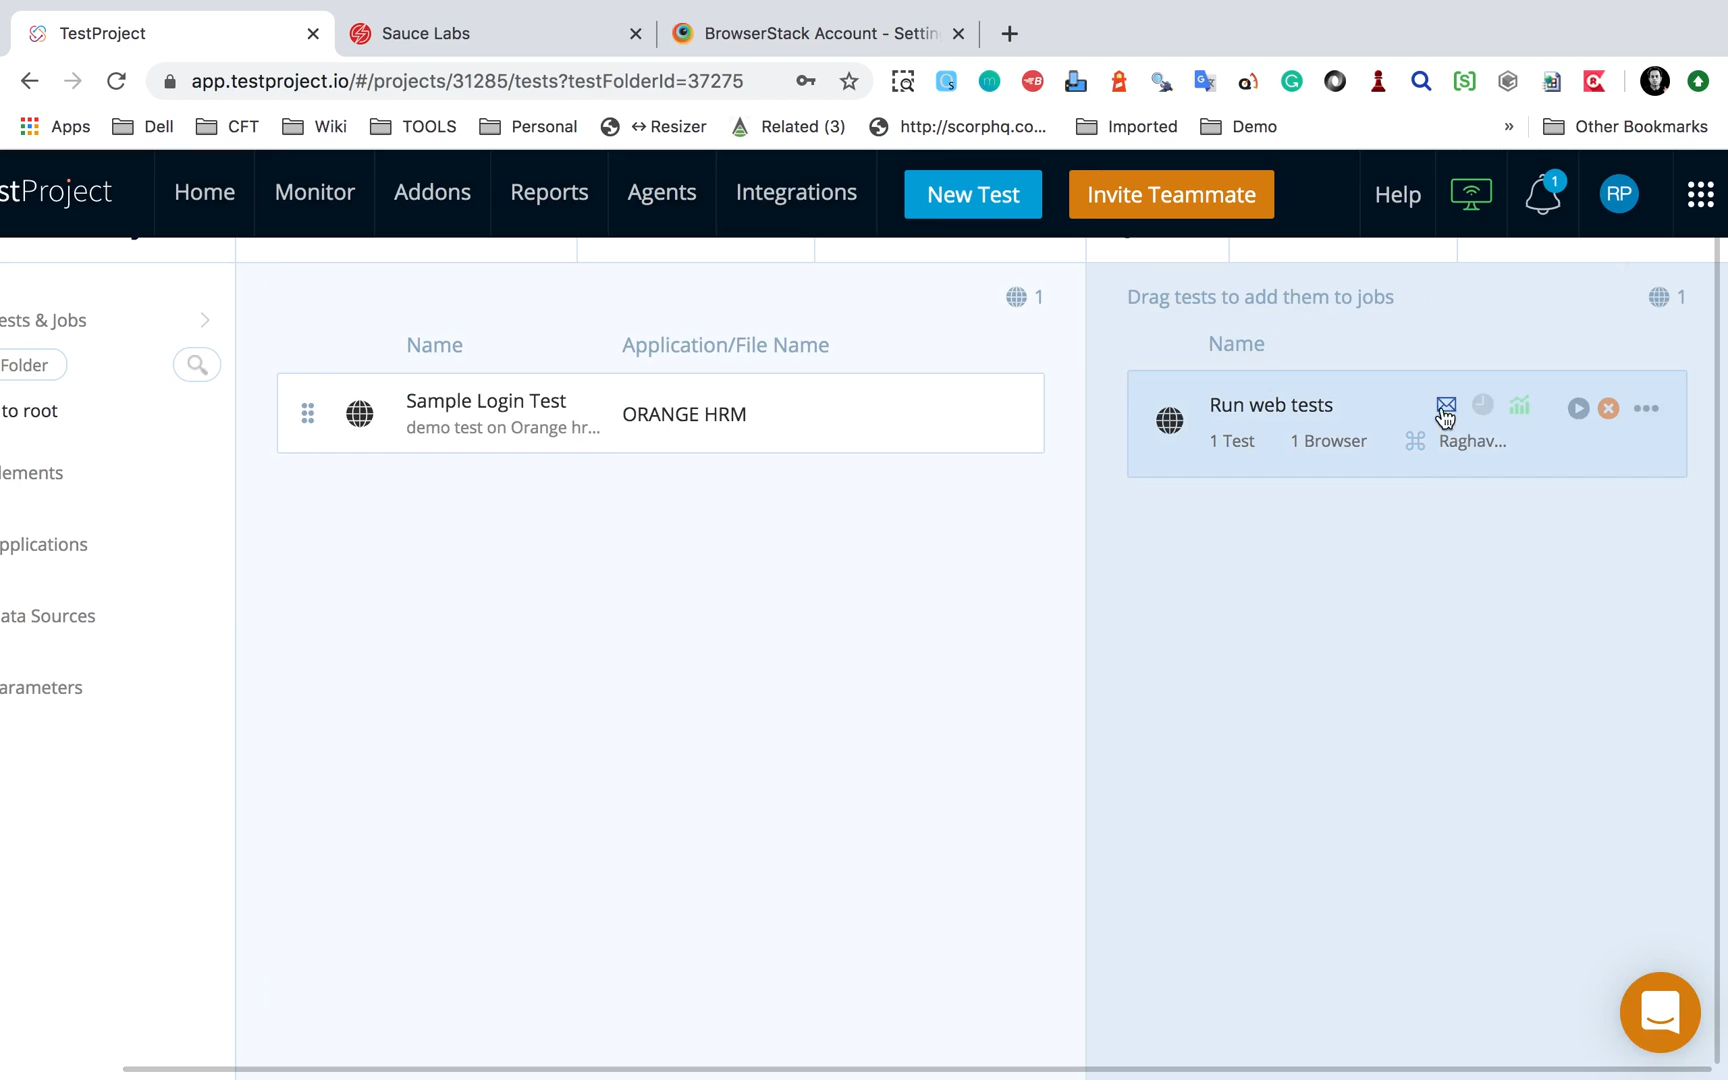 TestProject
Sauce Labs
BrowserStack Account - Settin
app.testproject.io/#/projects/31285/tests?testFolderId=37275
Apps Dell CFT Wiki TOOLS Personal ↔Resizer Related (3) http://scorphq.co... Imported Demo » Other Bookmarks
stProject Home Monitor Addons Reports Agents Integrations New Test Invite Teammate Help 1 RP
ests & Jobs
Folder
to root
lements
pplications
ata Sources
arameters
1
Name Application/File Name
Sample Login Test
demo test on Orange hr...
ORANGE HRM
Drag tests to add them to jobs 1
Name
Run web tests
1 Test 1 Browser Raghav...